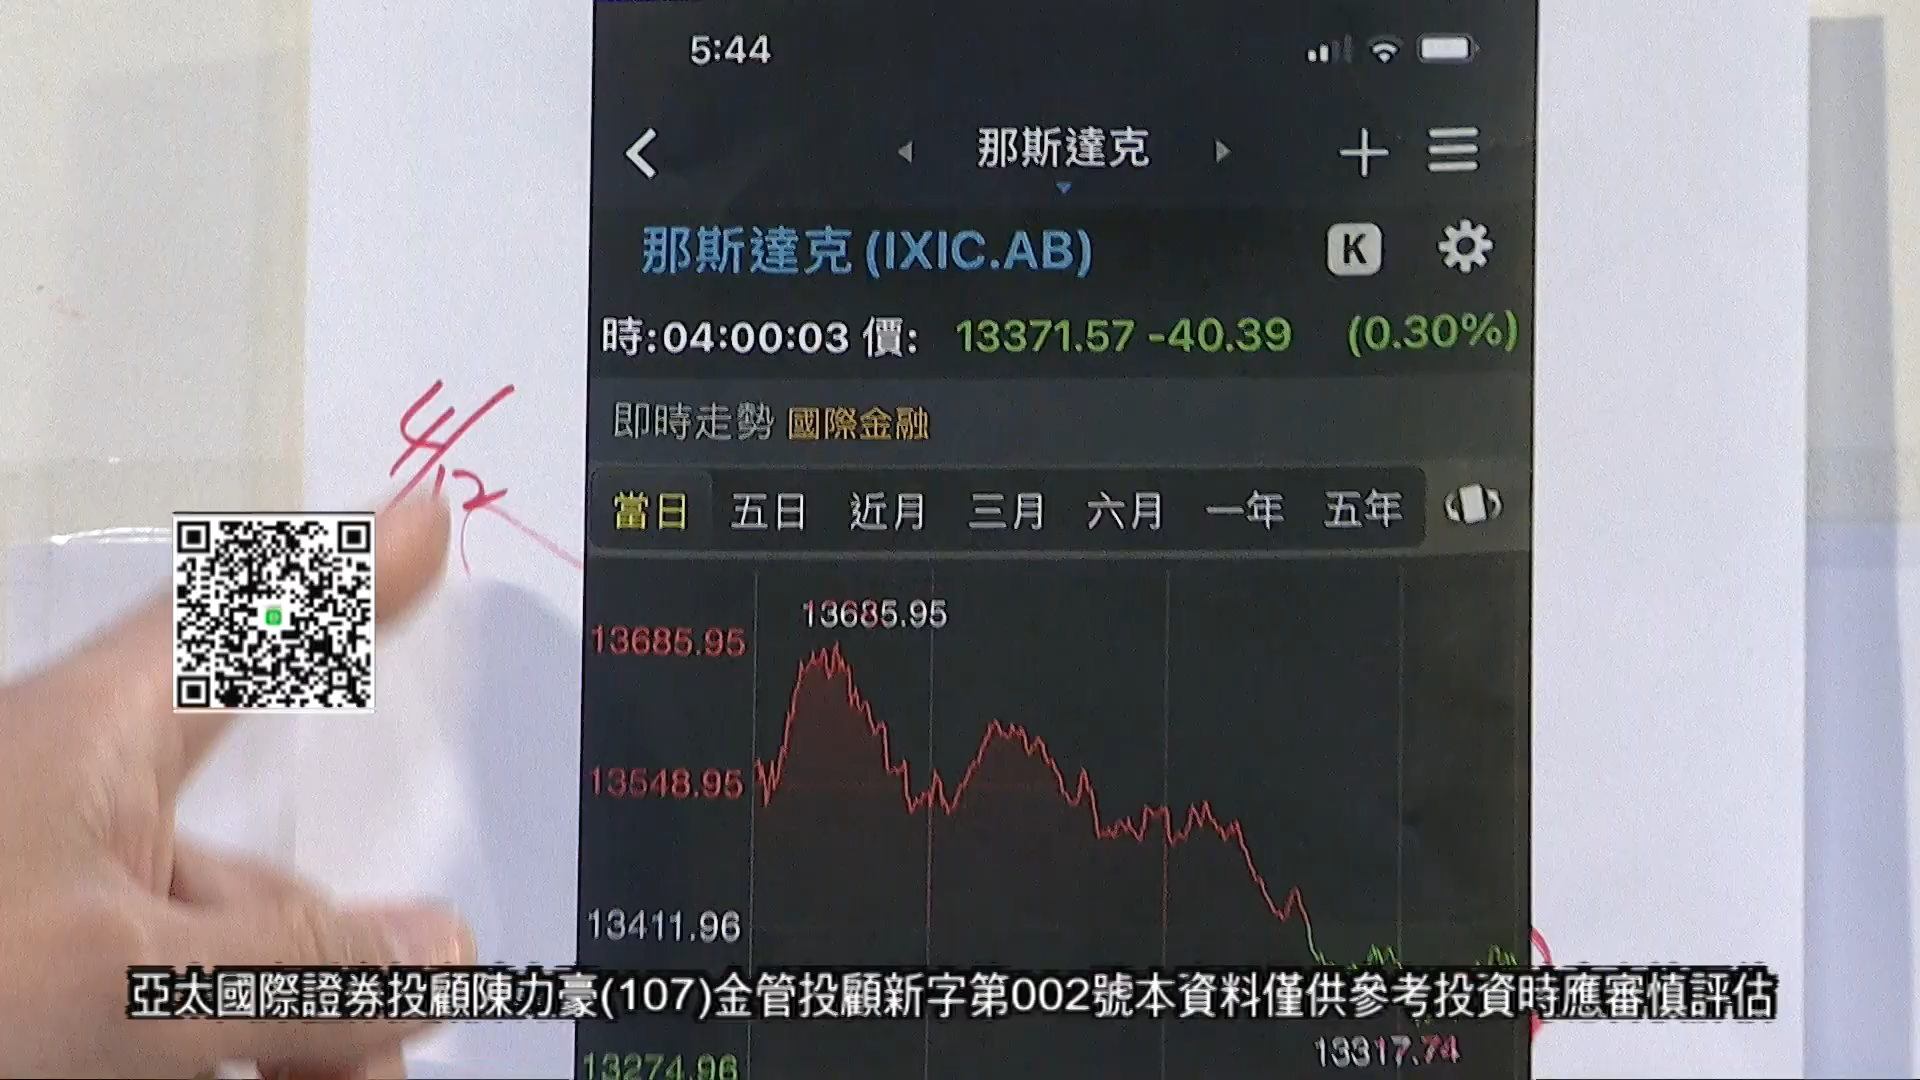 5:44
那斯達克
那斯達克 (IXIC.AB)
K
時:04:00:03 價: 13371.57 -40.39 (0.30%)
即時走勢 國際金融
4/12
當日 五日 近月 三月 六月 一年 五年
13685.95
13685.95
13548.95
13411.96
亞太國際證券投顧陳力豪(107)金管投顧新字第002號本資料僅供參考投資時應審慎評估
13317.74
13274.96